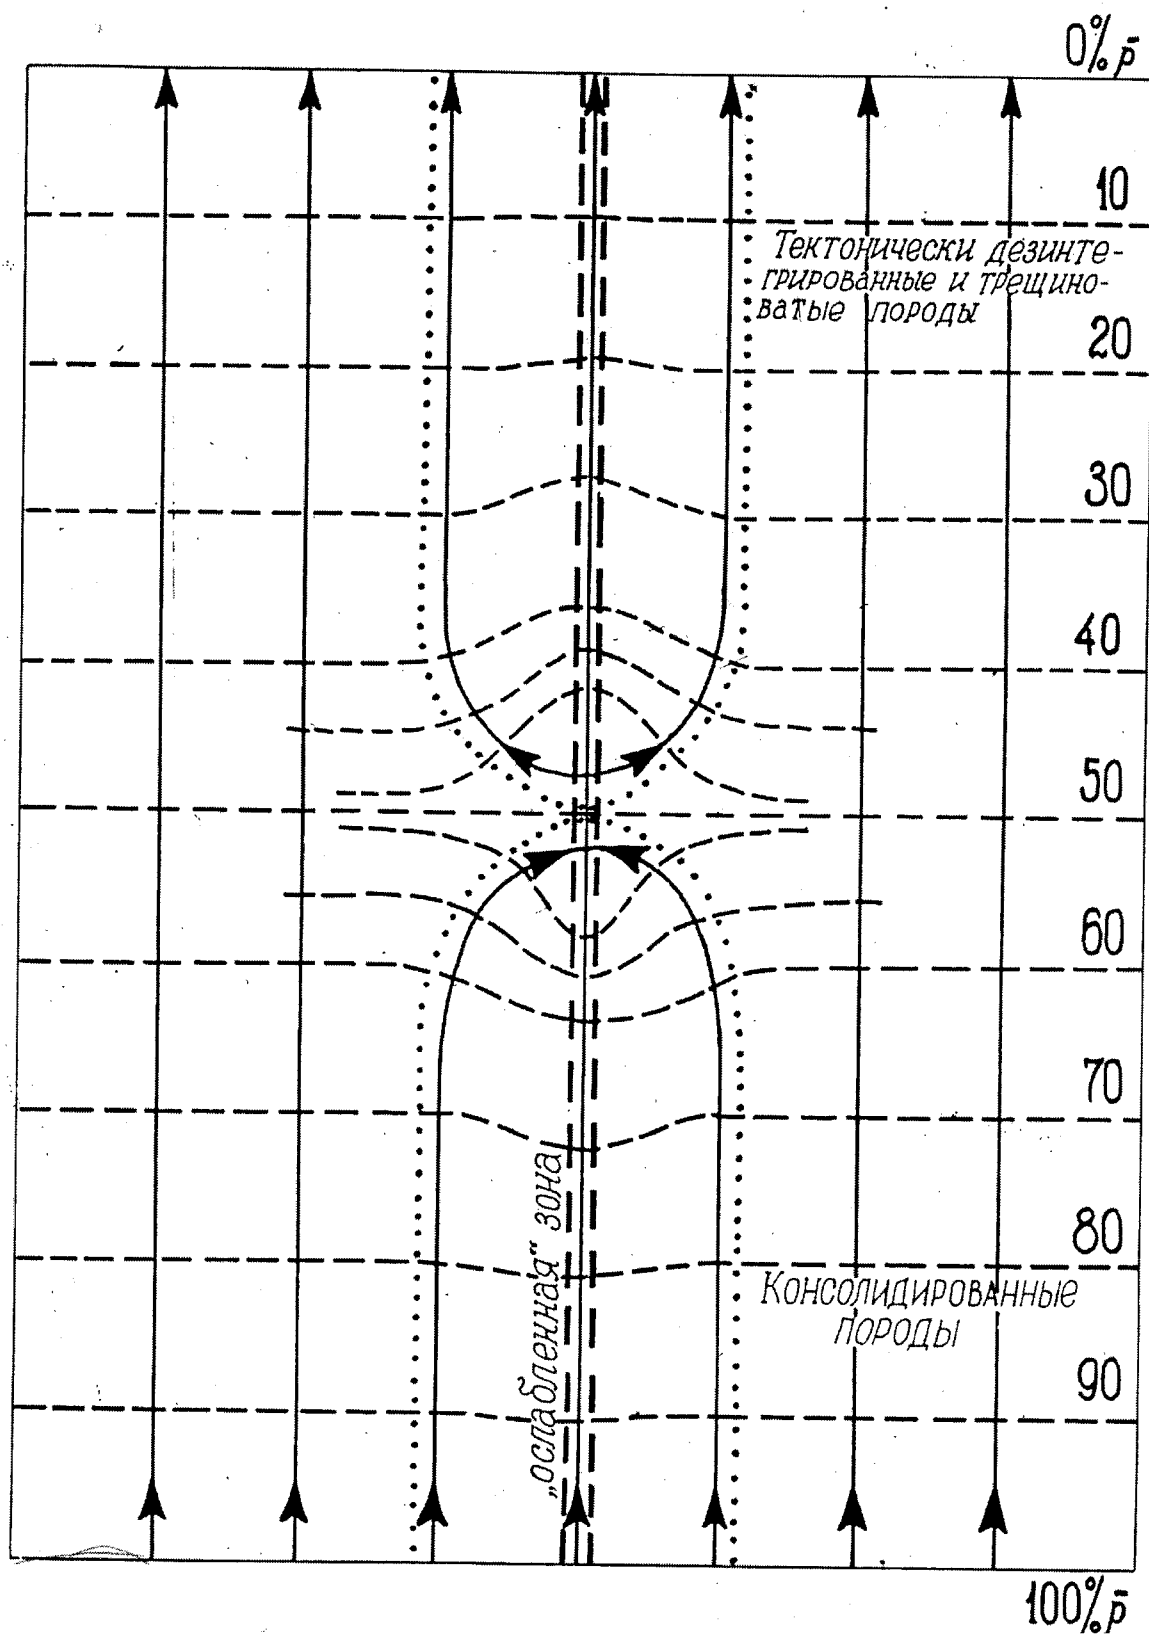 0% p̄
10
Тектонически дезинте-
грированные и трещино-
ватые породы
20
30
40
50
60
70
„ослабленная“ зона
80
Консолидированные
породы
90
100% p̄